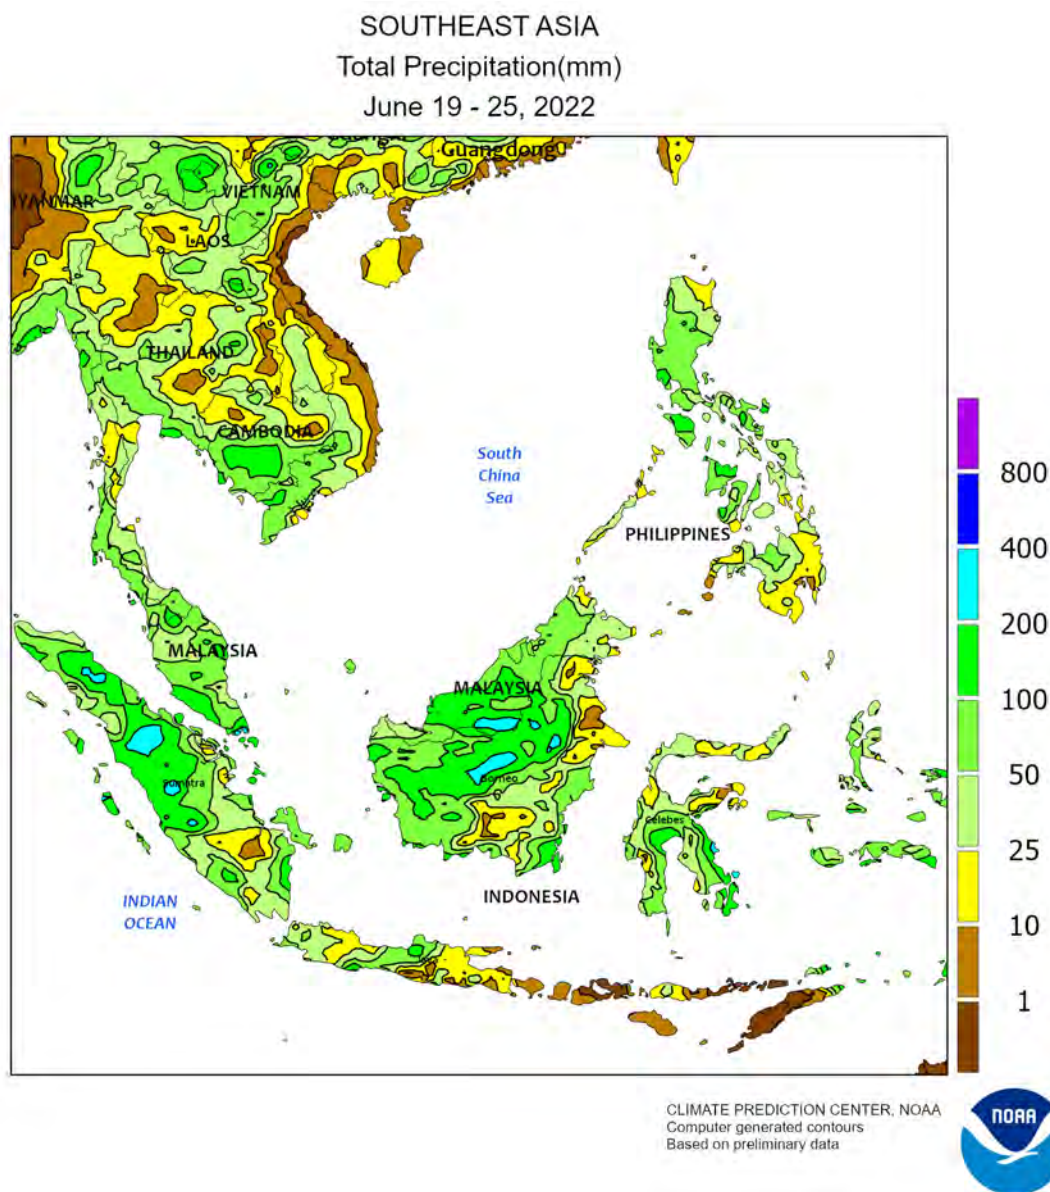 SOUTHEAST ASIA
Total Precipitation(mm)
June 19 - 25, 2022
Guangdong
VIETNAM
YANMAR
LAOS
THAILAND
CAMBODIA
South
China
Sea
PHILIPPINES
MALAYSIA
MALAYSIA
Sumatra
Borneo
Celebes
INDONESIA
INDIAN
OCEAN
800
400
200
100
50
25
10
1
CLIMATE PREDICTION CENTER, NOAA
Computer generated contours
Based on preliminary data
NOAA